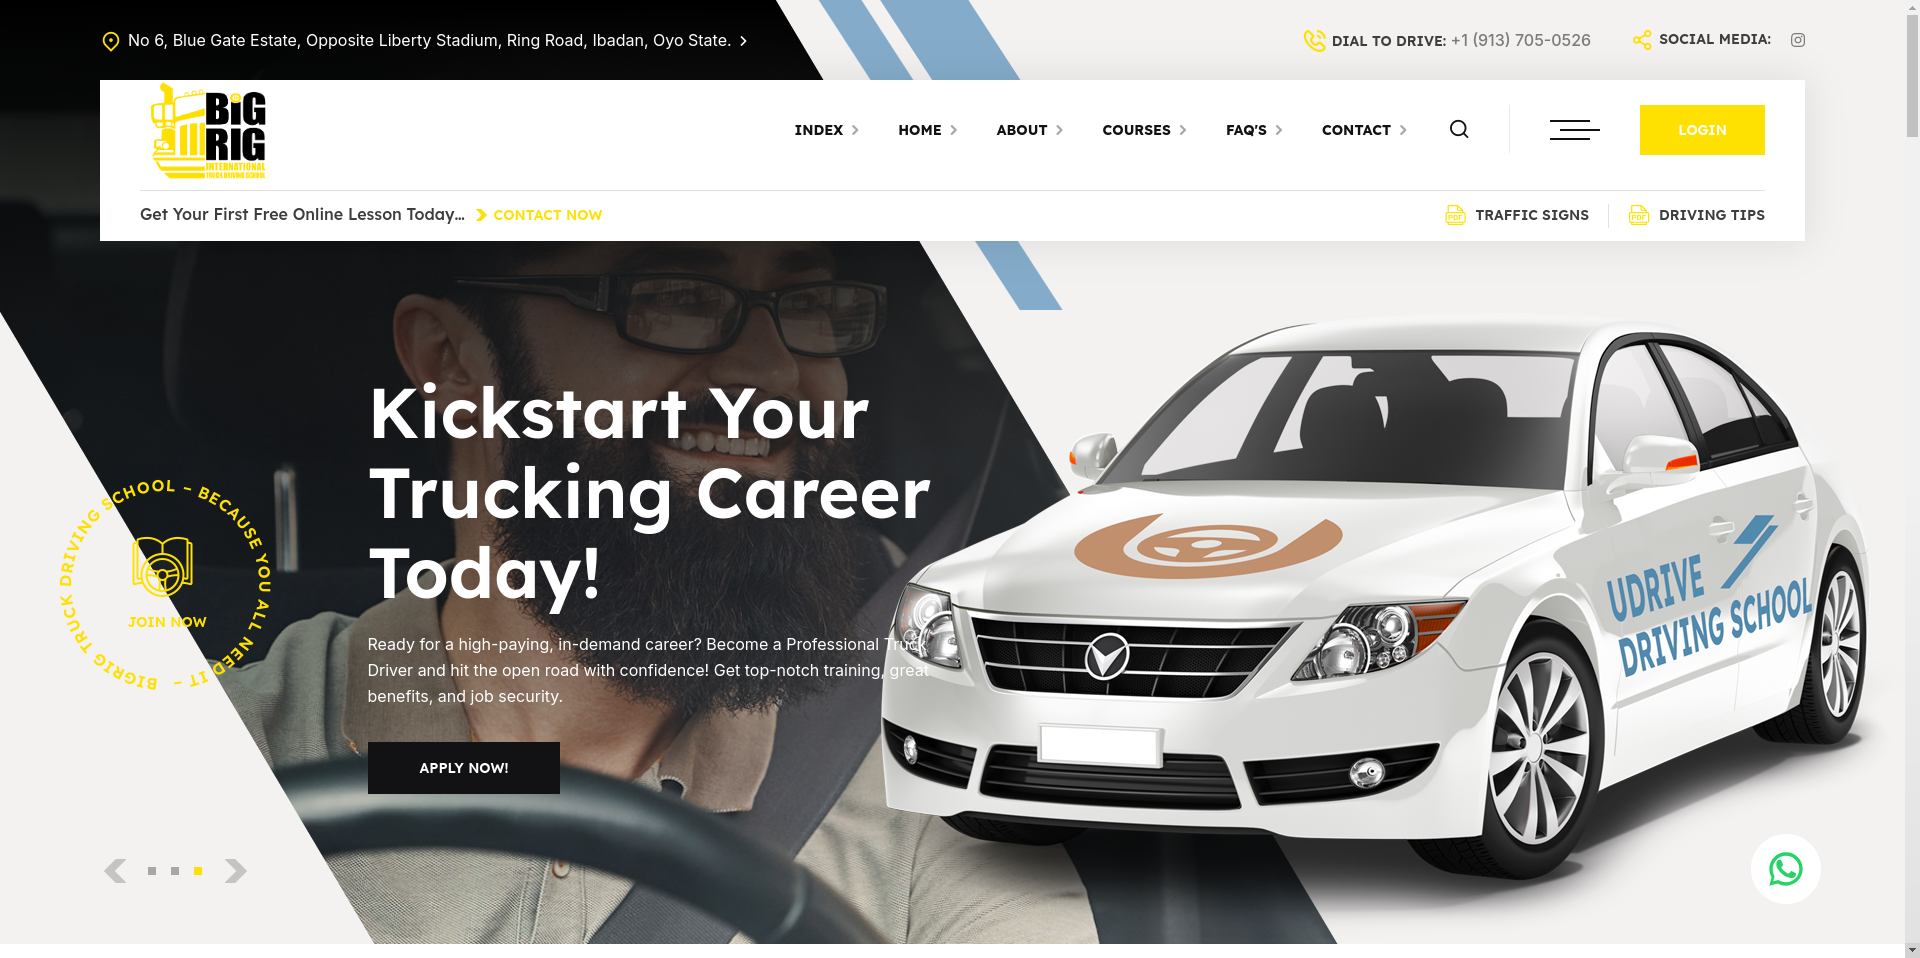 No 6, Blue Gate Estate, Opposite Liberty Stadium, Ring Road, Ibadan, Oyo State.
DIAL TO DRIVE: +1 (913) 705-0526
SOCIAL MEDIA:
BiG
RIG
INTERNATIONAL
TRUCK DRIVING SCHOOL
INDEX
HOME
ABOUT
COURSES
FAQ'S
CONTACT
LOGIN
Get Your First Free Online Lesson Today...
CONTACT NOW
PDF
TRAFFIC SIGNS
PDF
DRIVING TIPS
Kickstart Your
Trucking Career
Today!
BIGRIG TRUCK DRIVING SCHOOL – BECAUSE YOU ALL NEED IT –
JOIN NOW
Ready for a high-paying, in-demand career? Become a Professional Truck
Driver and hit the open road with confidence! Get top-notch training, great
benefits, and job security.
APPLY NOW!
UDRIVE
DRIVING SCHOOL